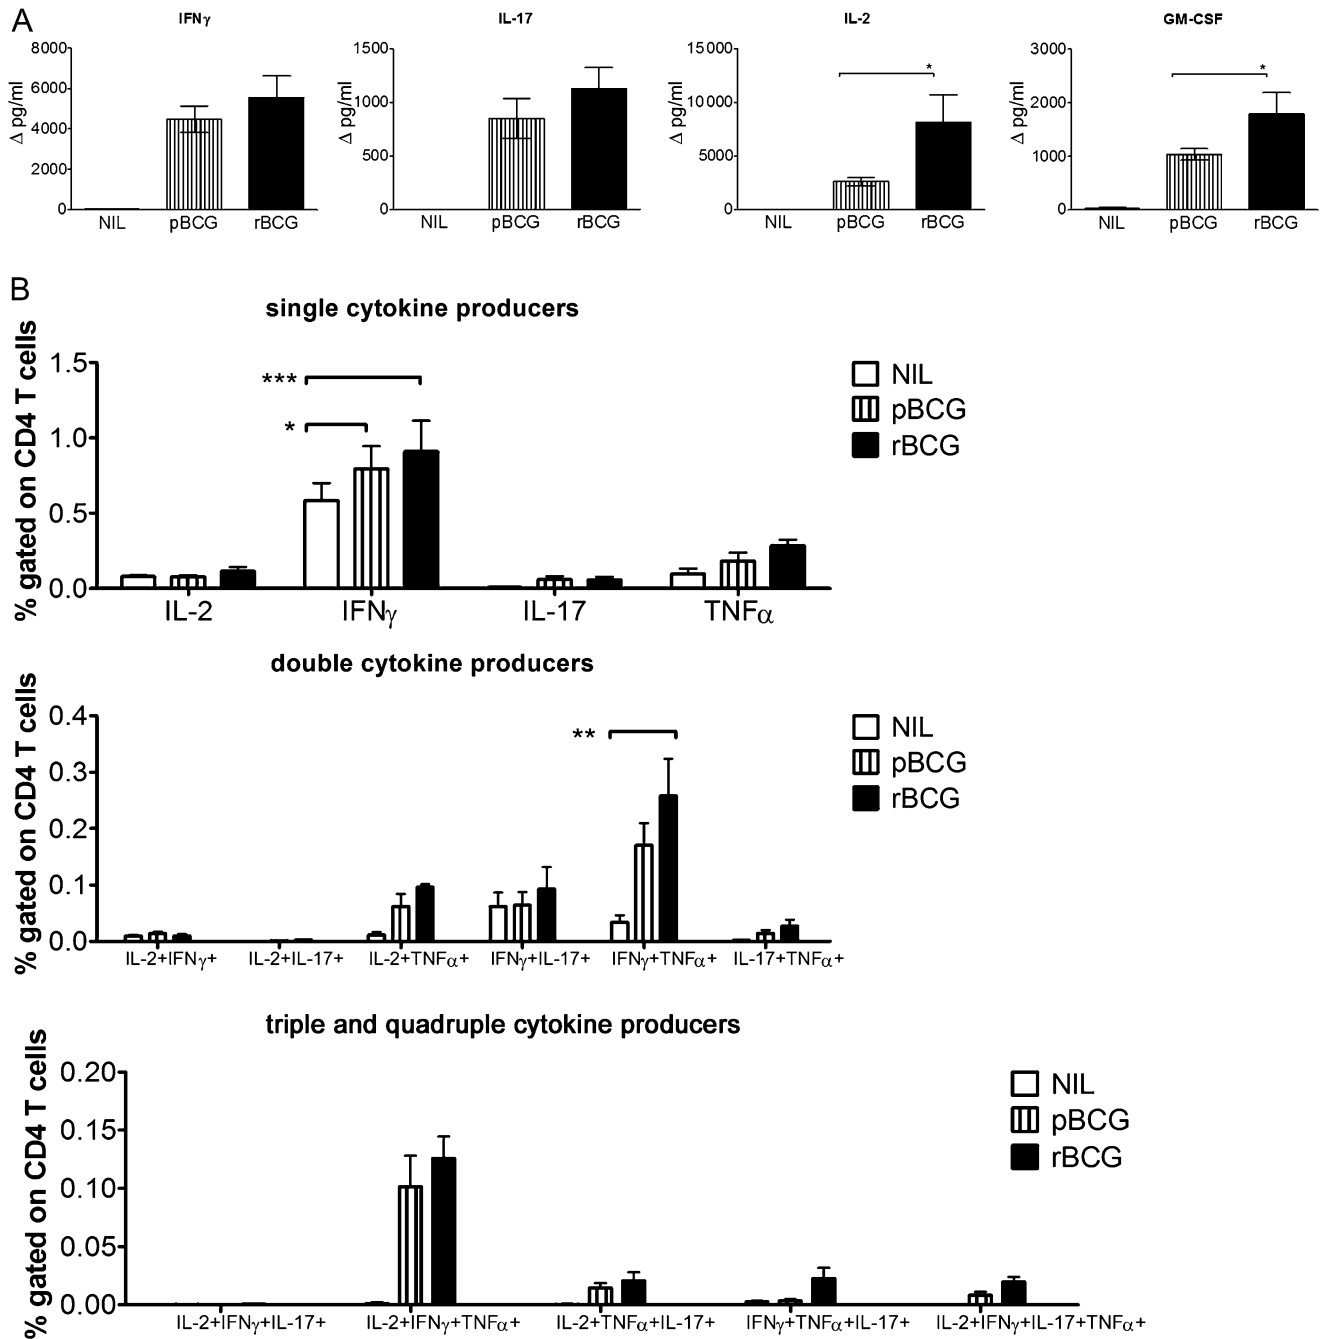 A
IFNγ
IL-17
IL-2
GM-CSF
Δ pg/ml
8000
6000
4000
2000
0
NIL pBCG rBCG
Δ pg/ml
1500
1000
500
0
NIL pBCG rBCG
Δ pg/ml
15000
10000
5000
0
*
NIL pBCG rBCG
Δ pg/ml
3000
2000
1000
0
*
NIL pBCG rBCG
B
single cytokine producers
% gated on CD4 T cells
1.5
1.0
0.5
0.0
***
*
IL-2 IFNγ IL-17 TNFα
NIL
pBCG
rBCG
double cytokine producers
% gated on CD4 T cells
0.4
0.3
0.2
0.1
0.0
**
IL-2+IFNγ+ IL-2+IL-17+ IL-2+TNFα+ IFNγ+IL-17+ IFNγ+TNFα+ IL-17+TNFα+
NIL
pBCG
rBCG
triple and quadruple cytokine producers
% gated on CD4 T cells
0.20
0.15
0.10
0.05
0.00
IL-2+IFNγ+IL-17+ IL-2+IFNγ+TNFα+ IL-2+TNFα+IL-17+ IFNγ+TNFα+IL-17+ IL-2+IFNγ+IL-17+TNFα+
NIL
pBCG
rBCG